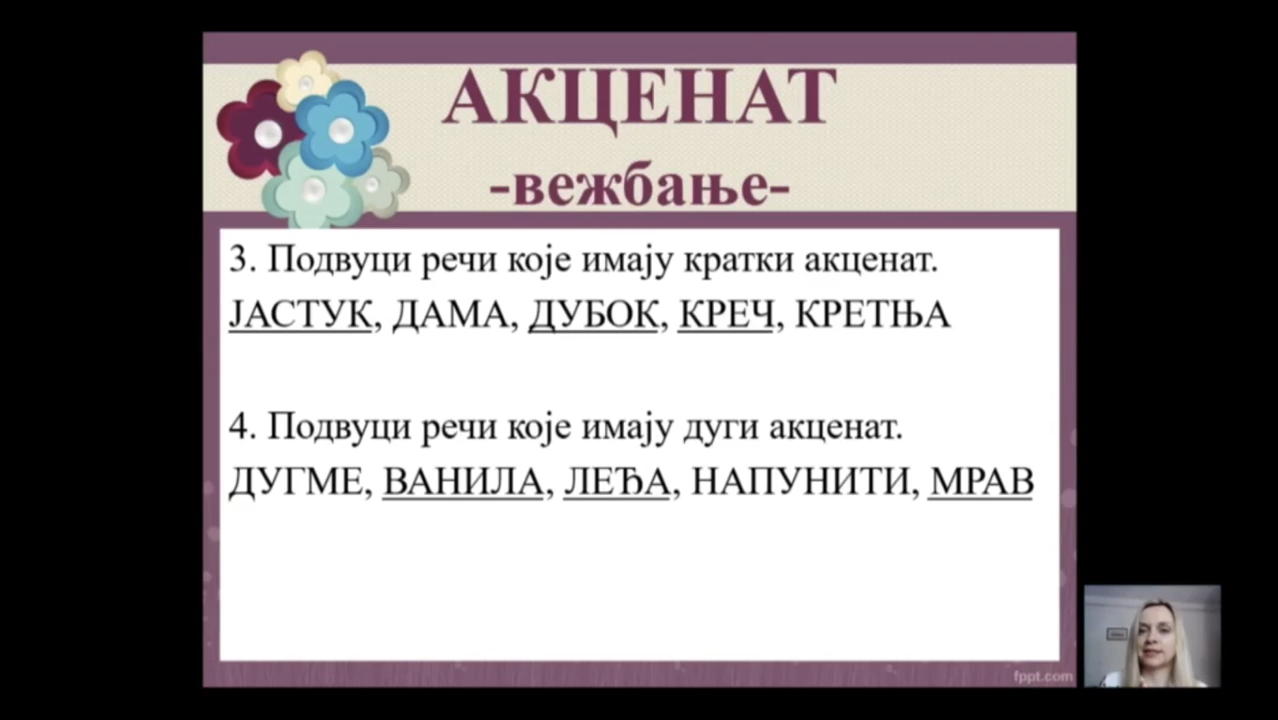 АКЦЕНАТ
-вежбање-
3. Подвуци речи које имају кратки акценат.
ЈАСТУК, ДАМА, ДУБОК, КРЕЧ, КРЕТЊА
4. Подвуци речи које имају дуги акценат.
ДУГМЕ, ВАНИЛА, ЛЕЂА, НАПУНИТИ, МРАВ
fppt.com